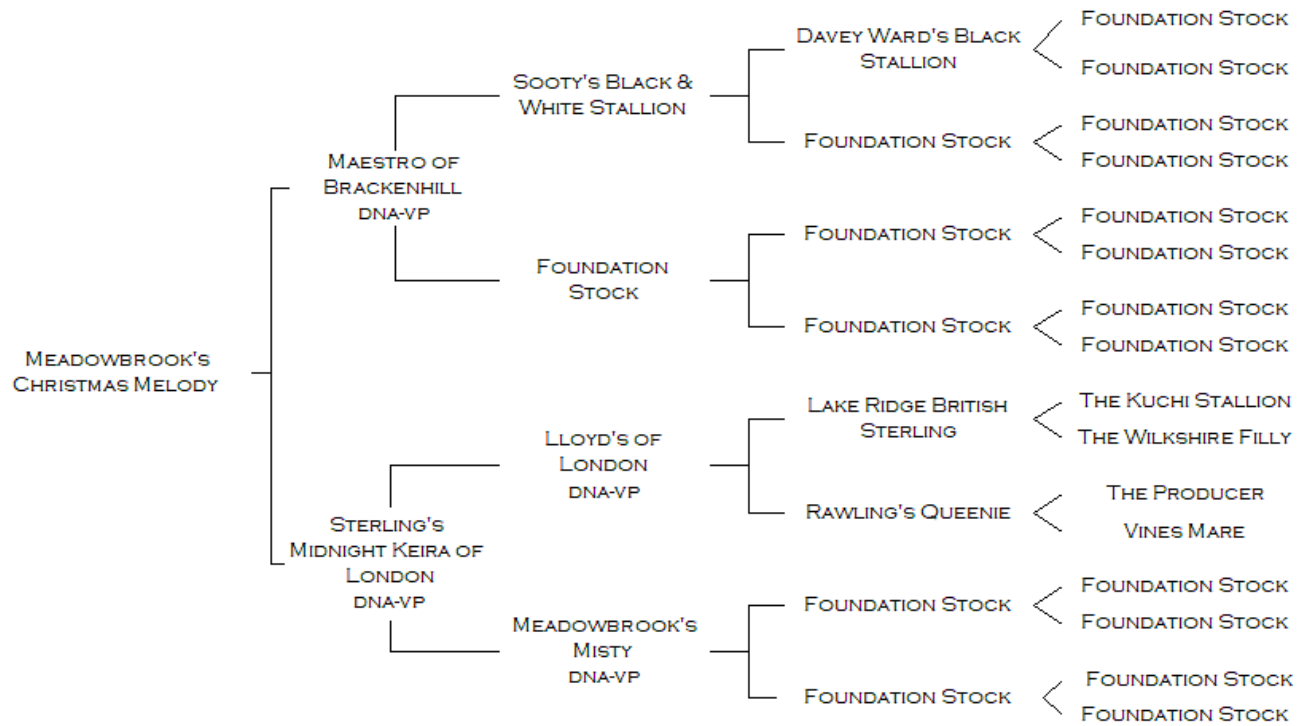 Foundation Stock
Davey Ward's Black
Stallion
Foundation Stock
Sooty's Black &
White Stallion
Foundation Stock
Foundation Stock
Foundation Stock
Maestro of
Brackenhill
DNA-VP
Foundation Stock
Foundation Stock
Foundation Stock
Foundation
Stock
Foundation Stock
Foundation Stock
Foundation Stock
Meadowbrook's
Christmas Melody
Lake Ridge British
Sterling
The Kuchi Stallion
The Wilkshire Filly
Lloyd's of
London
DNA-VP
Rawling's Queenie
The Producer
Vines Mare
Sterling's
Midnight Keira of
London
DNA-VP
Foundation Stock
Foundation Stock
Foundation Stock
Meadowbrook's
Misty
DNA-VP
Foundation Stock
Foundation Stock
Foundation Stock